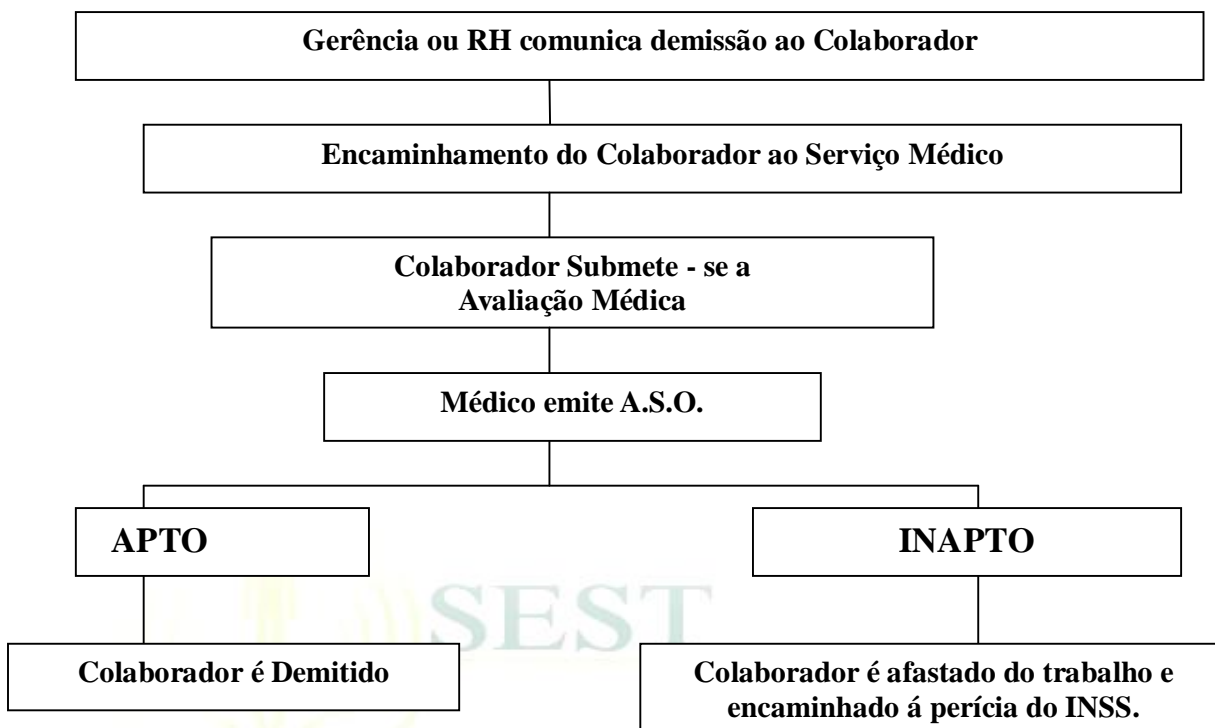 Gerência ou RH comunica demissão ao Colaborador
Encaminhamento do Colaborador ao Serviço Médico
Colaborador Submete - se a
Avaliação Médica
Médico emite A.S.O.
APTO
INAPTO
SEST
Colaborador é Demitido
Colaborador é afastado do trabalho e
encaminhado á perícia do INSS.